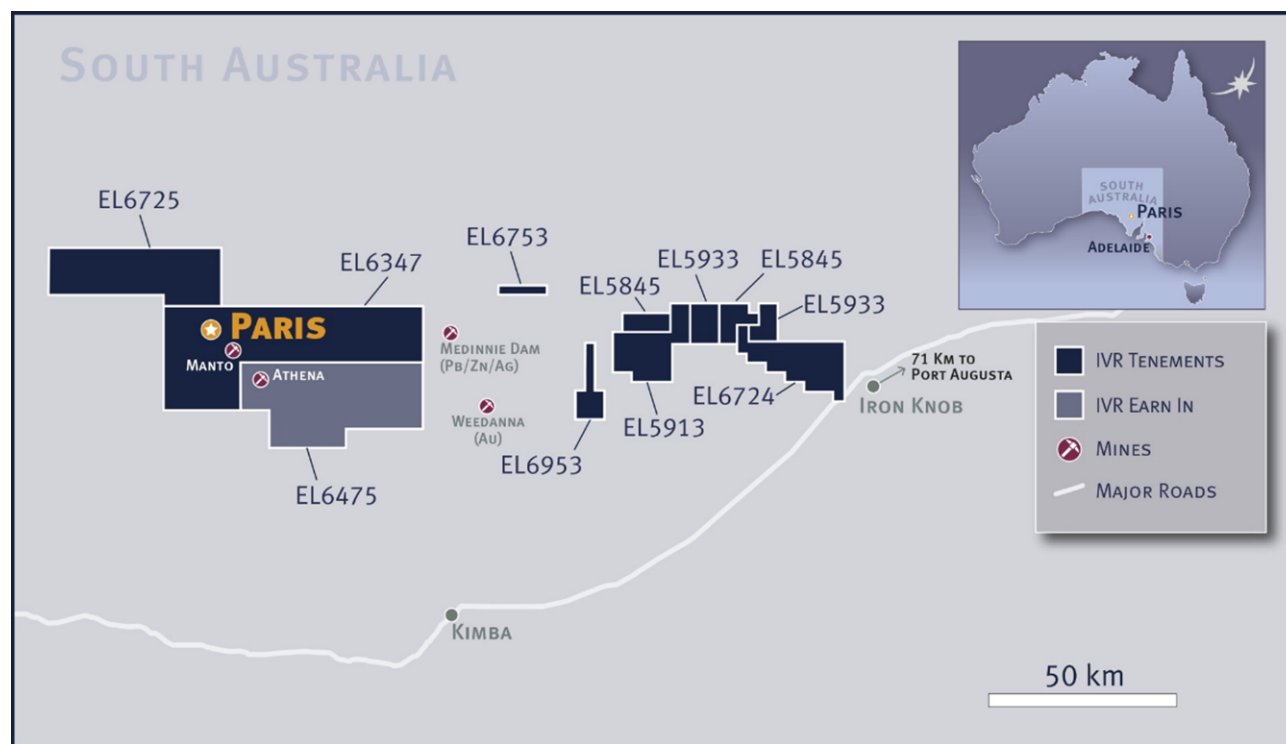 SOUTH AUSTRALIA
SOUTH
AUSTRALIA
PARIS
ADELAIDE
EL6725
EL6753
EL6347
EL5933
EL5845
EL5845
EL5933
PARIS
MANTO
ATHENA
MEDINNIE DAM
(PB/ZN/AG)
WEEDANNA
(AU)
EL6724
EL5913
EL6953
EL6475
71 KM TO
PORT AUGUSTA
IRON KNOB
KIMBA
IVR TENEMENTS
IVR EARN IN
MINES
MAJOR ROADS
50 km